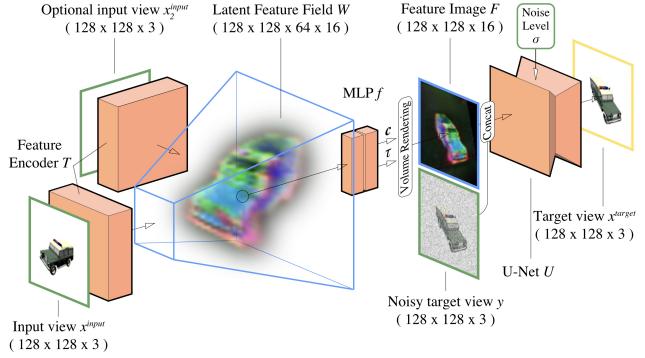 Optional input view x₂ⁱⁿᵖᵘᵗ
( 128 x 128 x 3 )
Latent Feature Field W
( 128 x 128 x 64 x 16 )
Feature Image F
( 128 x 128 x 16 )
Noise
Level
σ
MLP f
Feature
Encoder T
c
τ
Volume Rendering
Concat
Target view xᵗᵃʳᵍᵉᵗ
( 128 x 128 x 3 )
U-Net U
Noisy target view y
( 128 x 128 x 3 )
Input view xⁱⁿᵖᵘᵗ
( 128 x 128 x 3 )